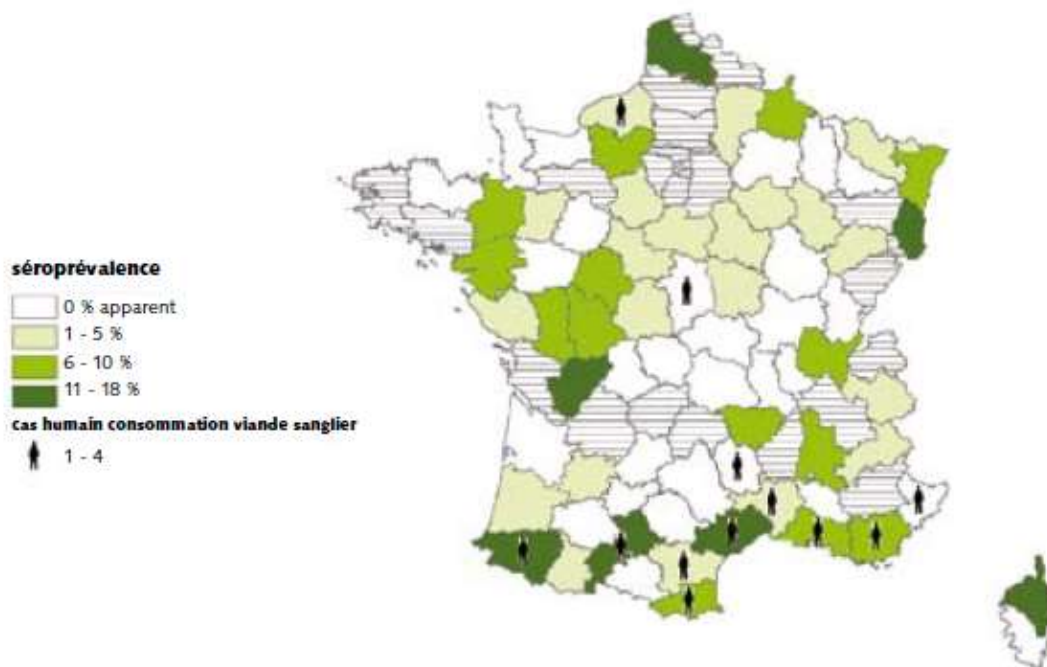 séroprévalence
0 % apparent
1 - 5 %
6 - 10 %
11 - 18 %
cas humain consommation viande sanglier
1 - 4